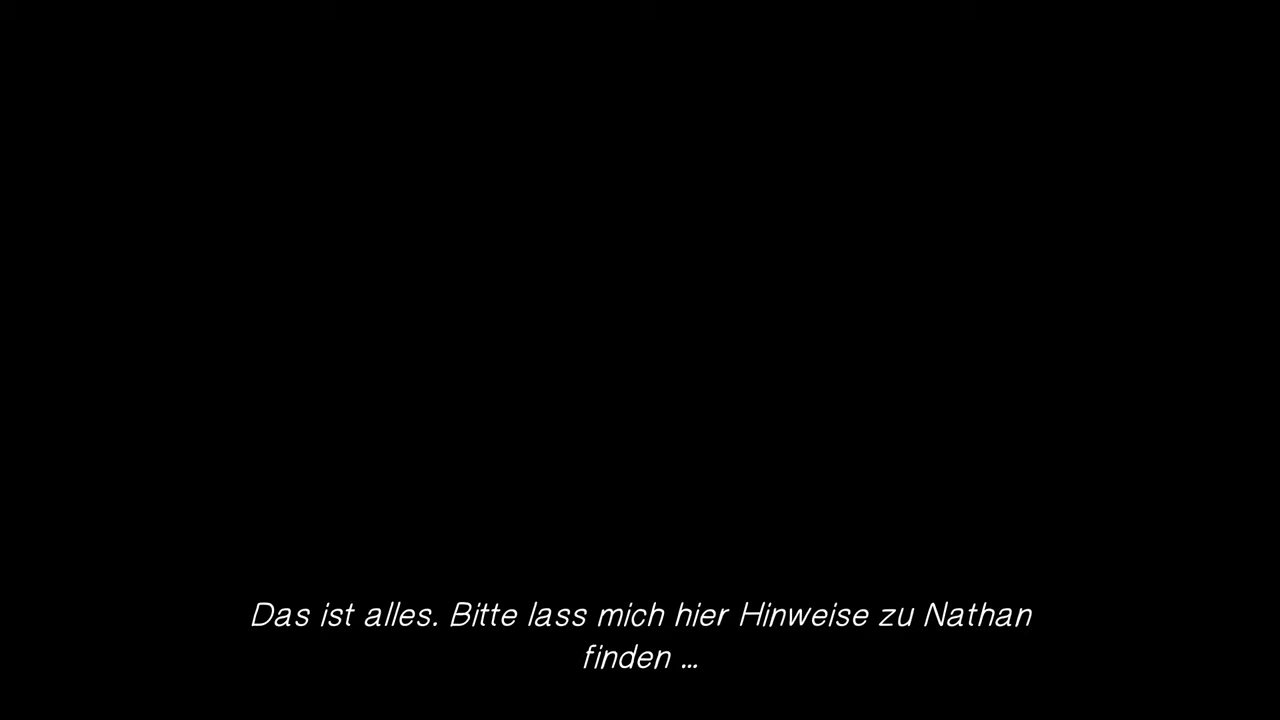 Das ist alles. Bitte lass mich hier Hinweise zu Nathan
finden ...